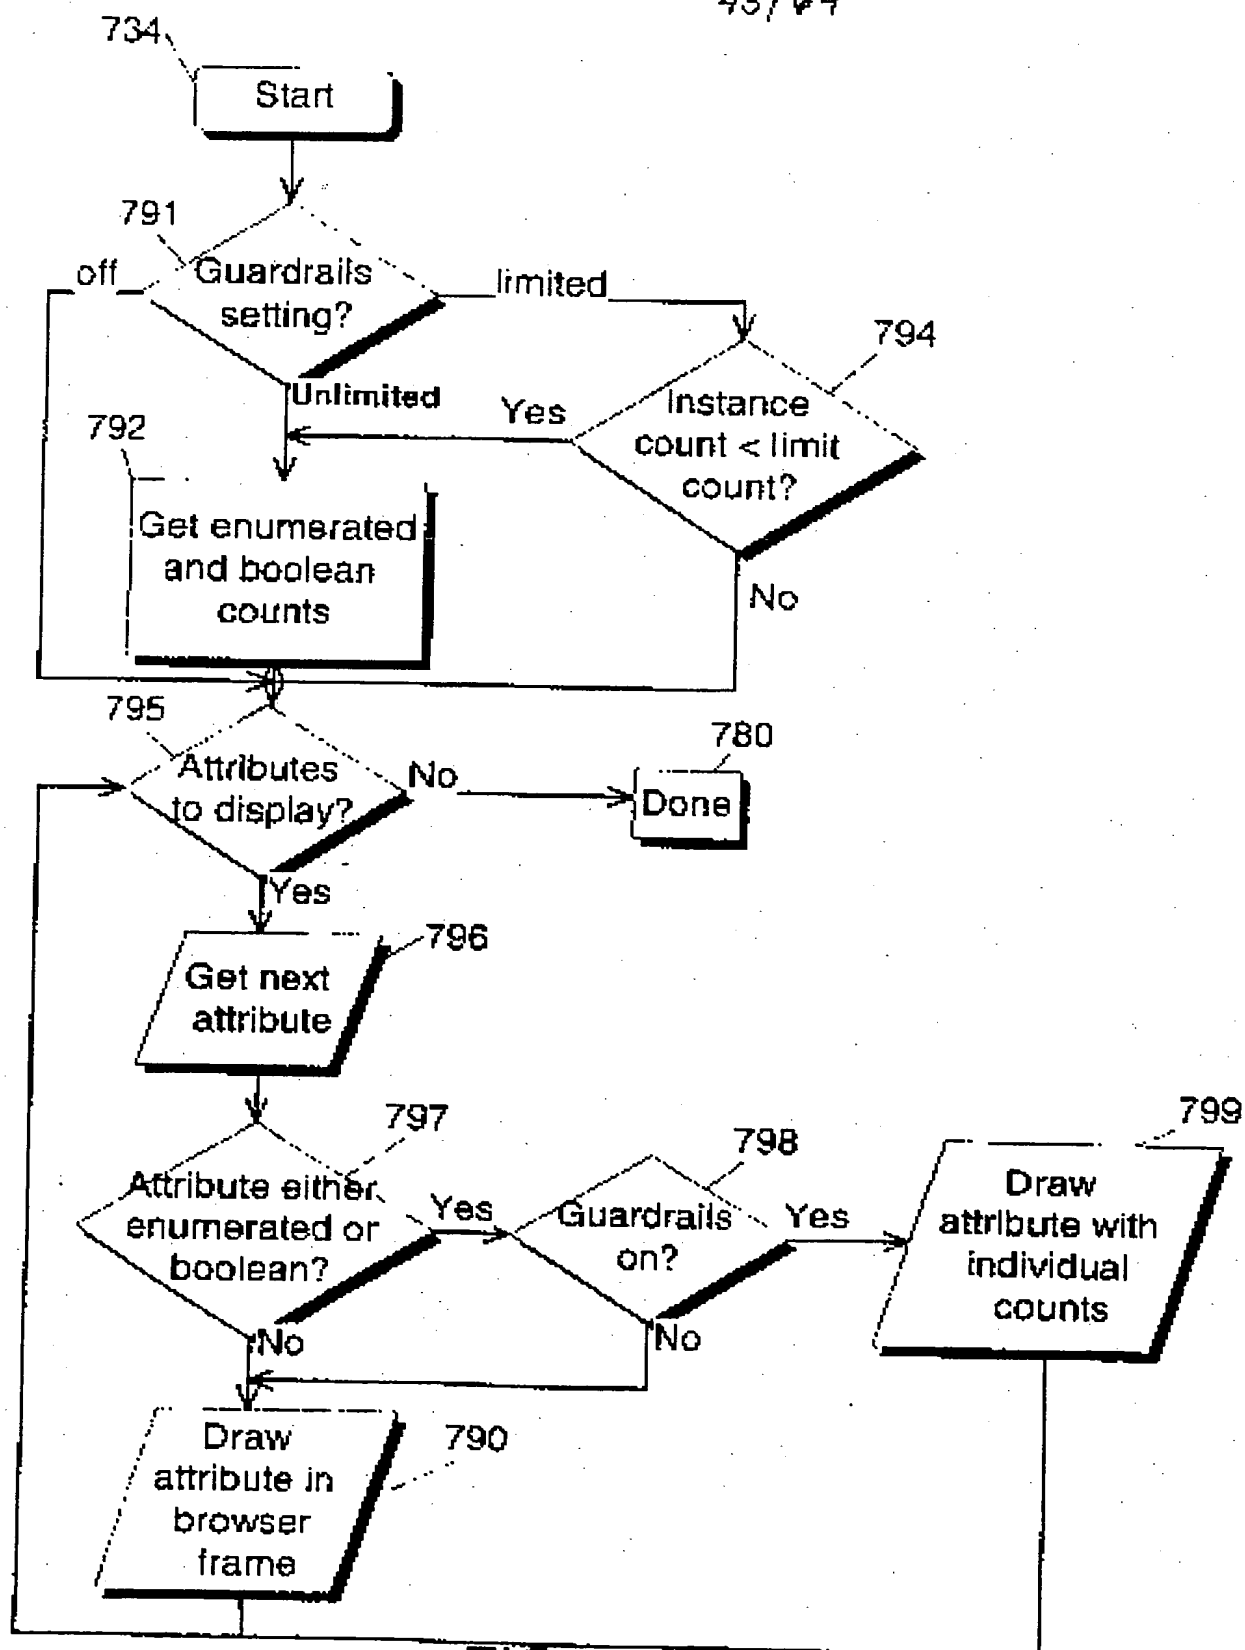 734
Start
791
off
Guardrails
setting?
limited
794
Unlimited
Yes
Instance
count < limit
count?
792
Get enumerated
and boolean
counts
No
795
Attributes
to display?
No
780
Done
Yes
796
Get next
attribute
797
798
799
Attribute either
enumerated or
boolean?
Yes
Guardrails
on?
Yes
Draw
attribute with
individual
counts
No
No
Draw
attribute in
browser
frame
790